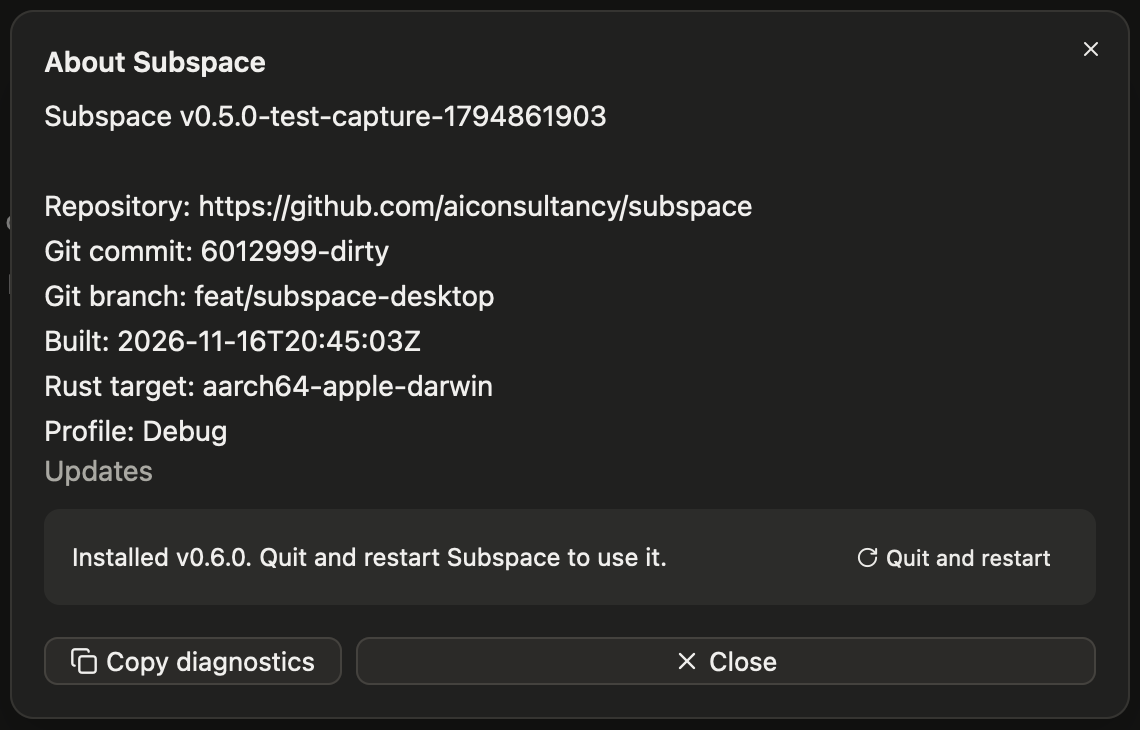 About Subspace
Subspace v0.5.0-test-capture-1794861903
Repository: https://github.com/aiconsultancy/subspace
Git commit: 6012999-dirty
Git branch: feat/subspace-desktop
Built: 2026-11-16T20:45:03Z
Rust target: aarch64-apple-darwin
Profile: Debug
Updates
Installed v0.6.0. Quit and restart Subspace to use it.
Quit and restart
Copy diagnostics
Close